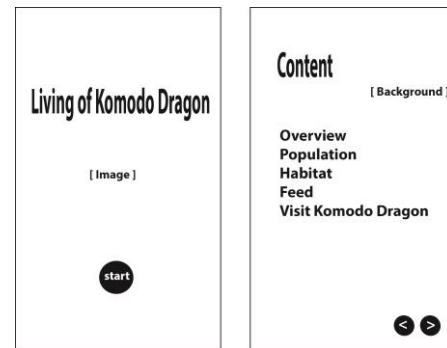 Living of Komodo Dragon
[ Image ]
start
Content
[ Background ]
Overview
Population
Habitat
Feed
Visit Komodo Dragon
< >